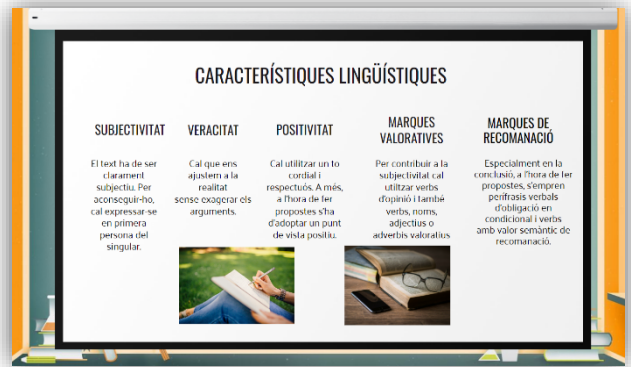 CARACTERÍSTIQUES LINGÜÍSTIQUES
SUBJECTIVITAT
El text ha de ser
clarament
subjectiu. Per
aconseguir-ho,
cal expressar-se
en primera
persona del
singular.
VERACITAT
Cal que ens
ajustem a la
realitat
sense exagerar els
arguments.
POSITIVITAT
Cal utilitzar un to
cordial i
respectuós. A més,
a l'hora de fer
propostes s'ha
d'adoptar un punt
de vista positiu.
MARQUES
VALORATIVES
Per contribuir a la
subjectivitat cal
utiltzar verbs
d'opinió i també
verbs, noms,
adjectius o
adverbis valoratius
MARQUES DE
RECOMANACIÓ
Especialment en la
conclusió, a l'hora de fer
propostes, s'empren
perífrasis verbals
d'obligació en
condicional i verbs
amb valor semàntic de
recomanació.